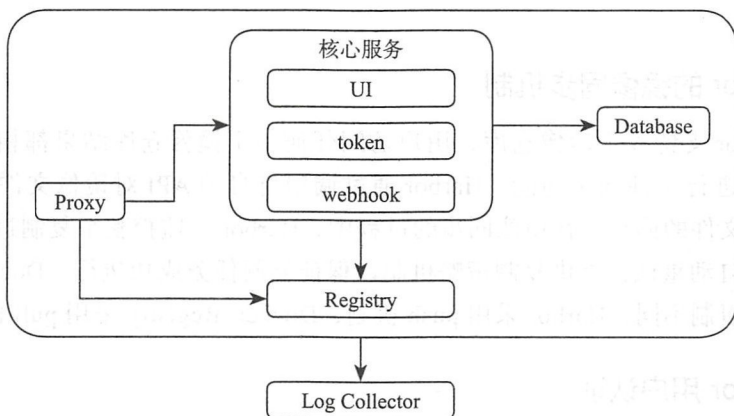 核心服务
UI
token
webhook
Proxy
Database
Registry
Log Collector